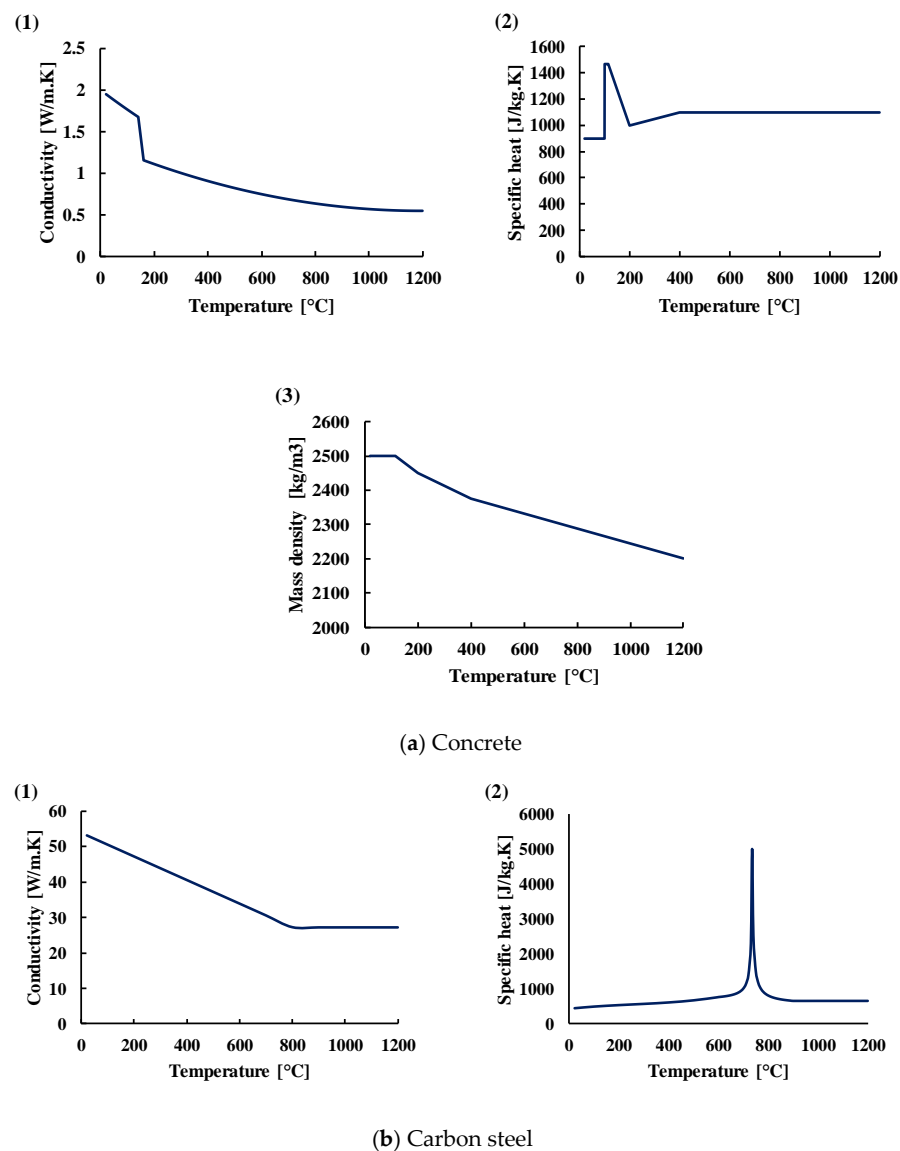 (1)
Conductivity [W/m.K]
2.5
2
1.5
1
0.5
0
0 200 400 600 800 1000 1200
Temperature [°C]
(2)
Specific heat [J/kg.K]
1600
1400
1200
1000
800
600
400
200
0
0 200 400 600 800 1000 1200
Temperature [°C]
(3)
Mass density [kg/m3]
2600
2500
2400
2300
2200
2100
2000
0 200 400 600 800 1000 1200
Temperature [°C]
(a) Concrete
(1)
Conductivity [W/m.K]
60
50
40
30
20
10
0
0 200 400 600 800 1000 1200
Temperature [°C]
(2)
Specific heat [J/kg.K]
6000
5000
4000
3000
2000
1000
0
0 200 400 600 800 1000 1200
Temperature [°C]
(b) Carbon steel